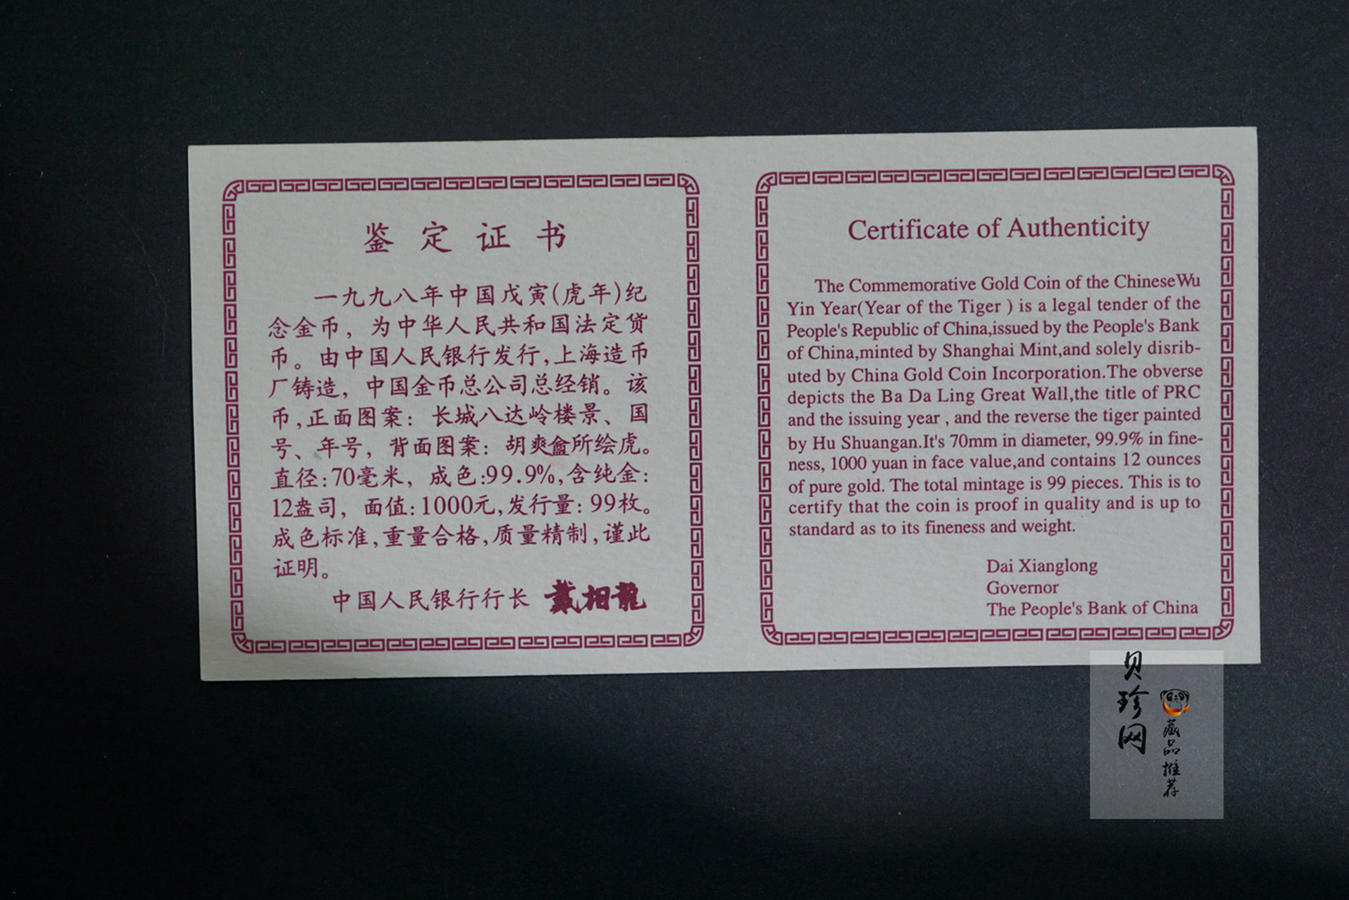 鉴定证书
一九九八年中国戊寅(虎年)纪
念金币，为中华人民共和国法定货
币。由中国人民银行发行,上海造币
厂铸造，中国金币总公司总经销。该
币,正面图案：长城八达岭楼景、国
号、年号，背面图案：胡爽盦所绘虎。
直径:70毫米，成色:99.9%,含纯金:
12盎司，面值:1000元,发行量:99枚。
成色标准,重量合格,质量精制,谨此
证明。
中国人民银行行长 戴相龍
Certificate of Authenticity
The Commemorative Gold Coin of the ChineseWu
Yin Year(Year of the Tiger ) is a legal tender of the
People's Republic of China,issued by the People's Bank
of China,minted by Shanghai Mint,and solely disrib-
uted by China Gold Coin Incorporation.The obverse
depicts the Ba Da Ling Great Wall,the title of PRC
and the issuing year , and the reverse the tiger painted
by Hu Shuangan.It's 70mm in diameter, 99.9% in fine-
ness, 1000 yuan in face value,and contains 12 ounces
of pure gold. The total mintage is 99 pieces. This is to
certify that the coin is proof in quality and is up to
standard as to its fineness and weight.
Dai Xianglong
Governor
The People's Bank of China
贝珍网
藏品推荐